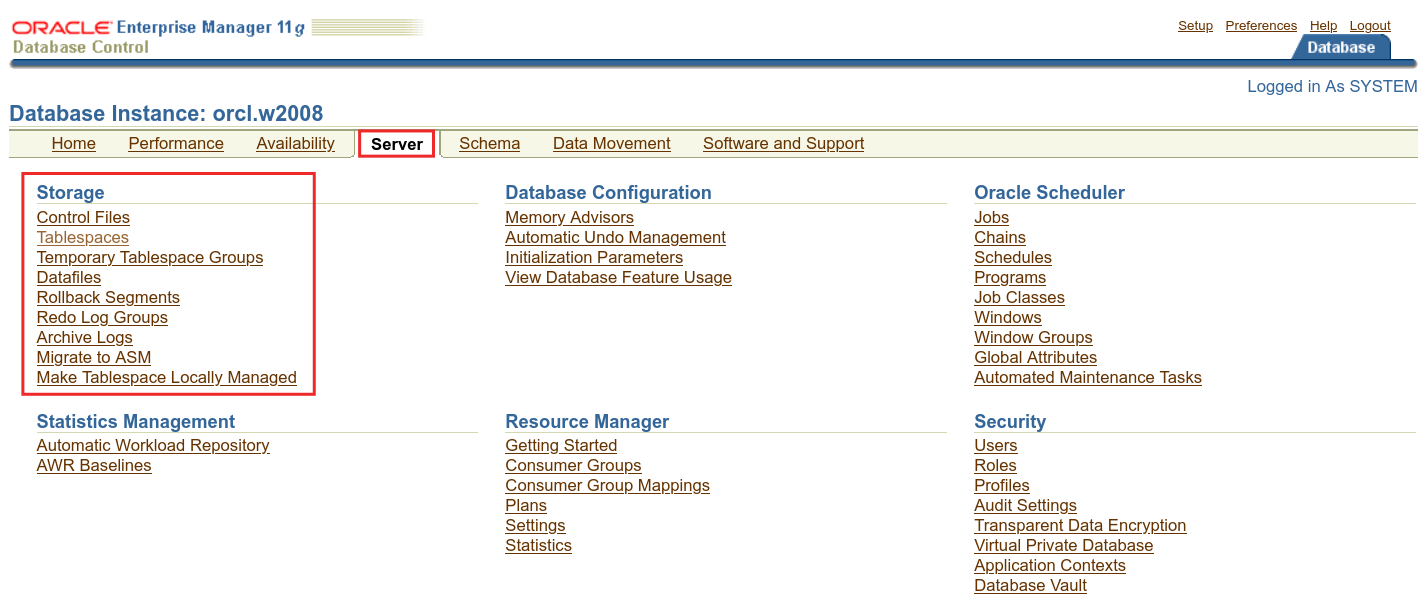 ORACLE Enterprise Manager 11g
Database Control
Setup Preferences Help Logout
Database
Logged in As SYSTEM
Database Instance: orcl.w2008
Home Performance Availability Server Schema Data Movement Software and Support
Storage
Control Files
Tablespaces
Temporary Tablespace Groups
Datafiles
Rollback Segments
Redo Log Groups
Archive Logs
Migrate to ASM
Make Tablespace Locally Managed
Database Configuration
Memory Advisors
Automatic Undo Management
Initialization Parameters
View Database Feature Usage
Oracle Scheduler
Jobs
Chains
Schedules
Programs
Job Classes
Windows
Window Groups
Global Attributes
Automated Maintenance Tasks
Statistics Management
Automatic Workload Repository
AWR Baselines
Resource Manager
Getting Started
Consumer Groups
Consumer Group Mappings
Plans
Settings
Statistics
Security
Users
Roles
Profiles
Audit Settings
Transparent Data Encryption
Virtual Private Database
Application Contexts
Database Vault